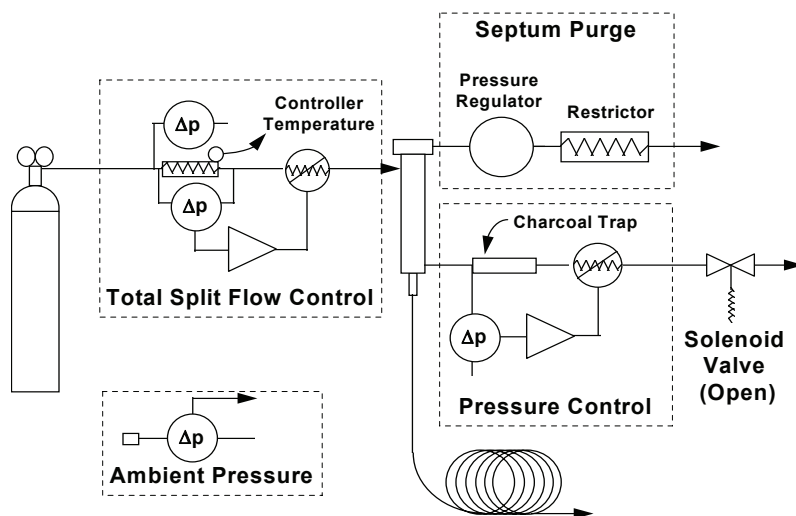 Septum Purge
Pressure
Regulator
Restrictor
Controller
Temperature
Δp
Δp
Total Split Flow Control
Charcoal Trap
Δp
Pressure Control
Solenoid
Valve
(Open)
Δp
Ambient Pressure